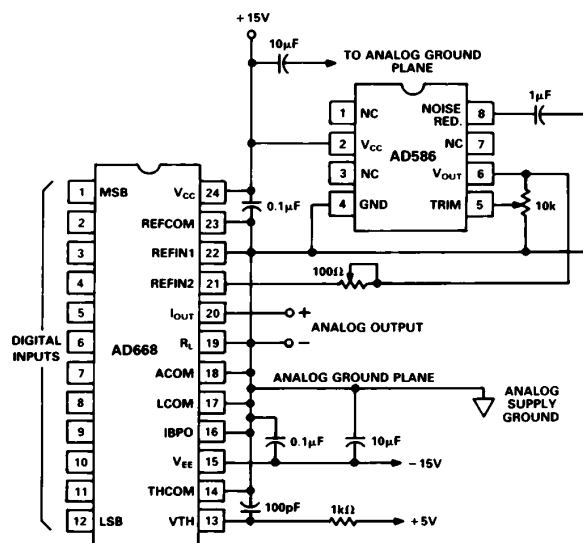 +15V
10μF
TO ANALOG GROUND
PLANE
1 NC
NOISE RED. 8
1μF
2 VCC
AD586
NC 7
3 NC
VOUT 6
4 GND
TRIM 5
10k
1 MSB
VCC 24
0.1μF
2
REFCOM 23
3
REFIN1 22
4
REFIN2 21
100Ω
5
IOUT 20
+
ANALOG OUTPUT
DIGITAL
INPUTS
6
AD668
RL 19
−
7
ACOM 18
ANALOG GROUND PLANE
8
LCOM 17
ANALOG
SUPPLY
GROUND
9
IBPO 16
0.1μF
10μF
10
VEE 15
−15V
11
THCOM 14
100pF
1kΩ
12 LSB
VTH 13
+5V